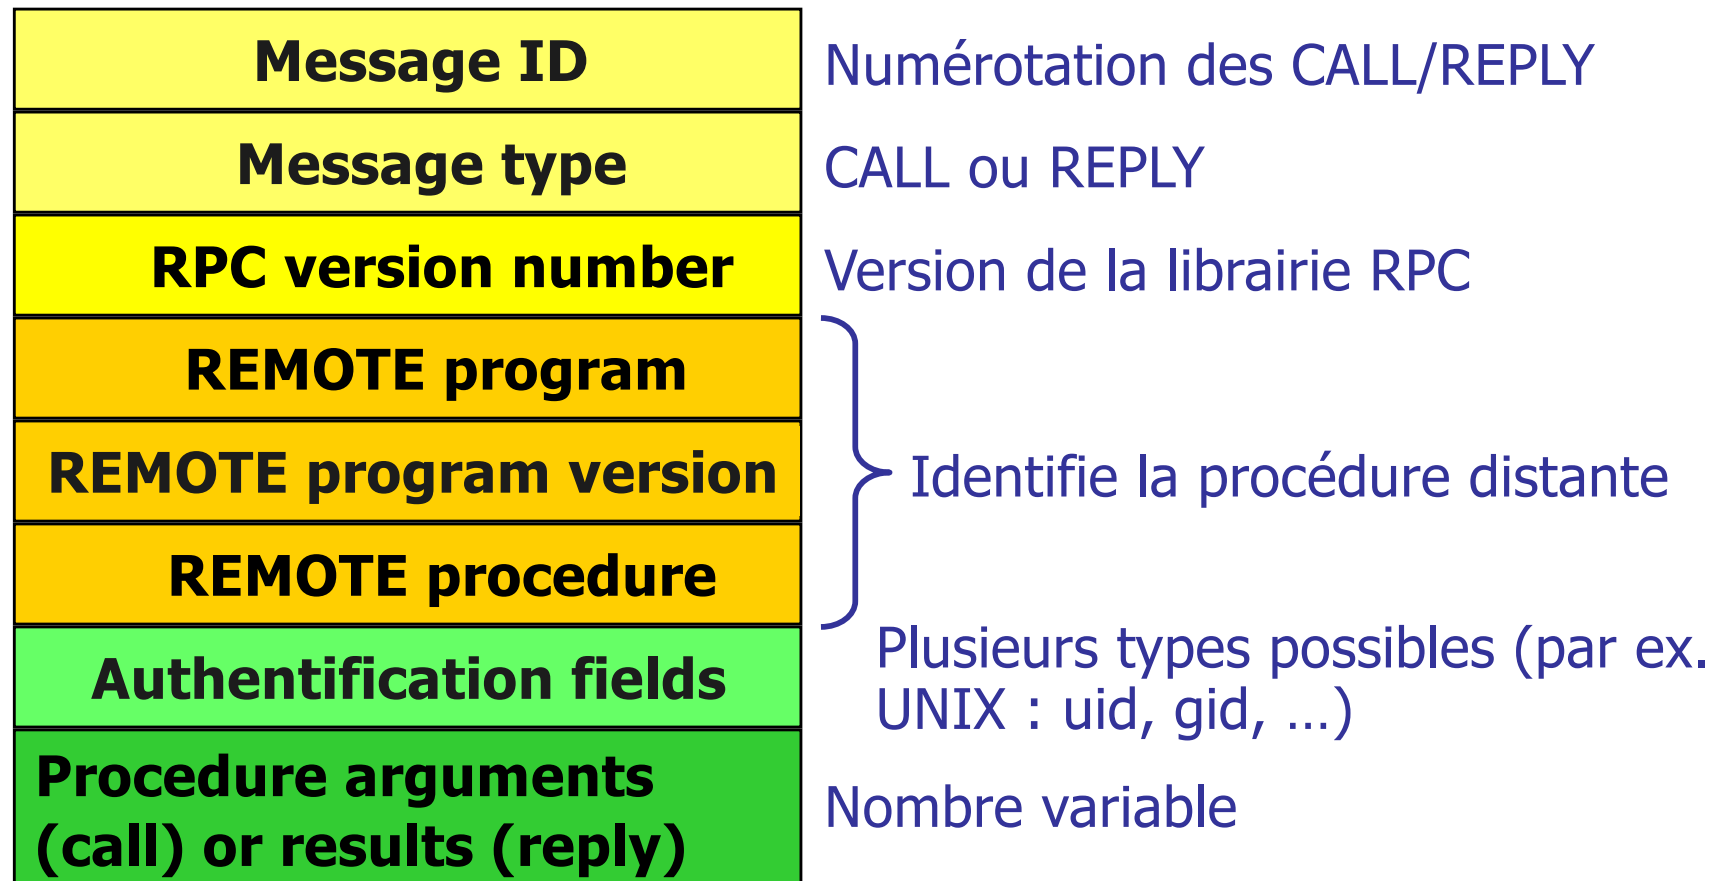 Message ID
Numérotation des CALL/REPLY
Message type
CALL ou REPLY
RPC version number
Version de la librairie RPC
REMOTE program
REMOTE program version
Identifie la procédure distante
REMOTE procedure
Authentification fields
Plusieurs types possibles (par ex.
UNIX : uid, gid, …)
Procedure arguments
(call) or results (reply)
Nombre variable